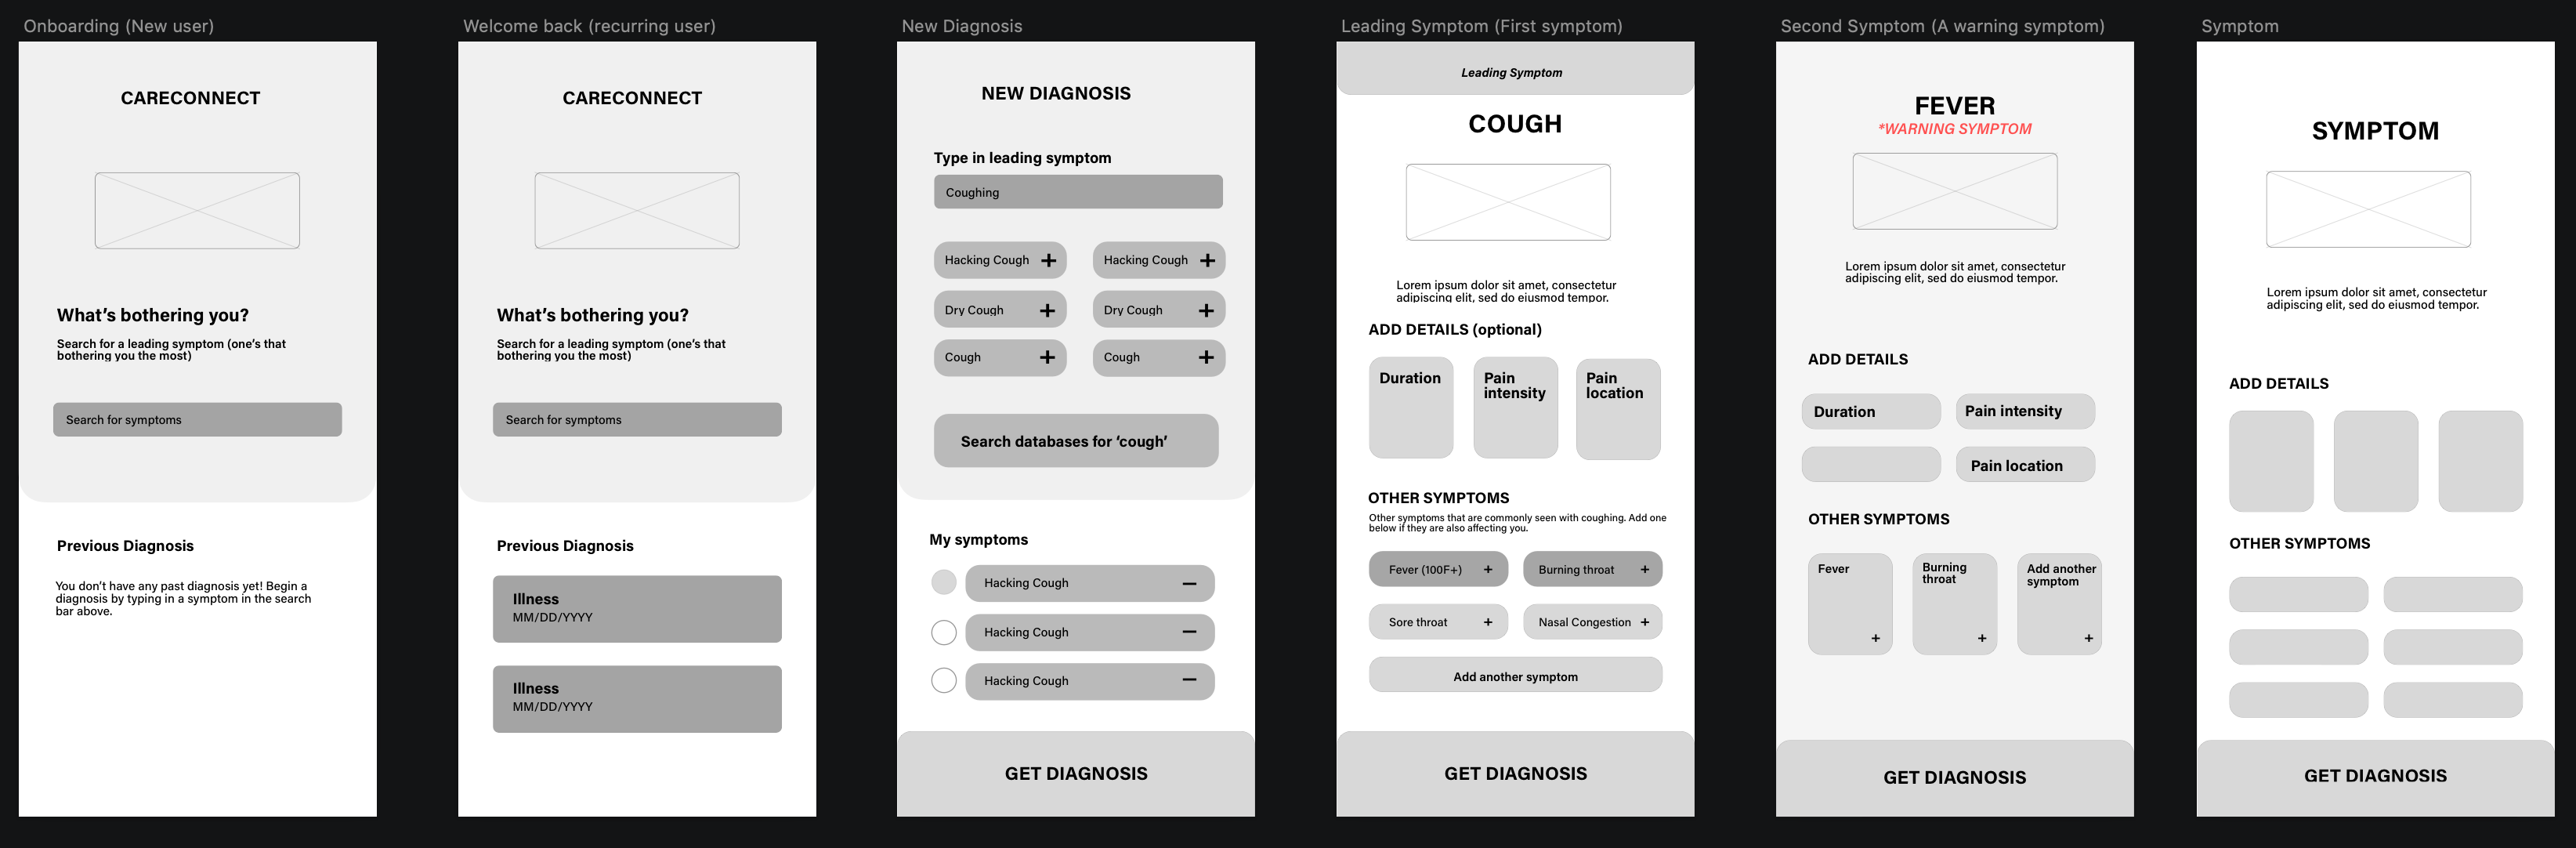 Onboarding (New user)
CARECONNECT
What's bothering you?
Search for a leading symptom (one's that
bothering you the most)
Search for symptoms
Previous Diagnosis
You don't have any past diagnosis yet! Begin a
diagnosis by typing in a symptom in the search
bar above.
Welcome back (recurring user)
CARECONNECT
What's bothering you?
Search for a leading symptom (one's that
bothering you the most)
Search for symptoms
Previous Diagnosis
Illness
MM/DD/YYYY
Illness
MM/DD/YYYY
New Diagnosis
NEW DIAGNOSIS
Type in leading symptom
Coughing
Hacking Cough +
Hacking Cough +
Dry Cough +
Dry Cough +
Cough +
Cough +
Search databases for ‘cough’
My symptoms
Hacking Cough −
Hacking Cough −
Hacking Cough −
GET DIAGNOSIS
Leading Symptom (First symptom)
Leading Symptom
COUGH
Lorem ipsum dolor sit amet, consectetur
adipiscing elit, sed do eiusmod tempor.
ADD DETAILS (optional)
Duration
Pain
intensity
Pain
location
OTHER SYMPTOMS
Other symptoms that are commonly seen with coughing. Add one
below if they are also affecting you.
Fever (100F+) +
Burning throat +
Sore throat +
Nasal Congestion +
Add another symptom
GET DIAGNOSIS
Second Symptom (A warning symptom)
FEVER
*WARNING SYMPTOM
Lorem ipsum dolor sit amet, consectetur
adipiscing elit, sed do eiusmod tempor.
ADD DETAILS
Duration
Pain intensity
Pain location
OTHER SYMPTOMS
Fever
+
Burning
throat
+
Add another
symptom
+
GET DIAGNOSIS
Symptom
SYMPTOM
Lorem ipsum dolor sit amet, consectetur
adipiscing elit, sed do eiusmod tempor.
ADD DETAILS
OTHER SYMPTOMS
GET DIAGNOSIS